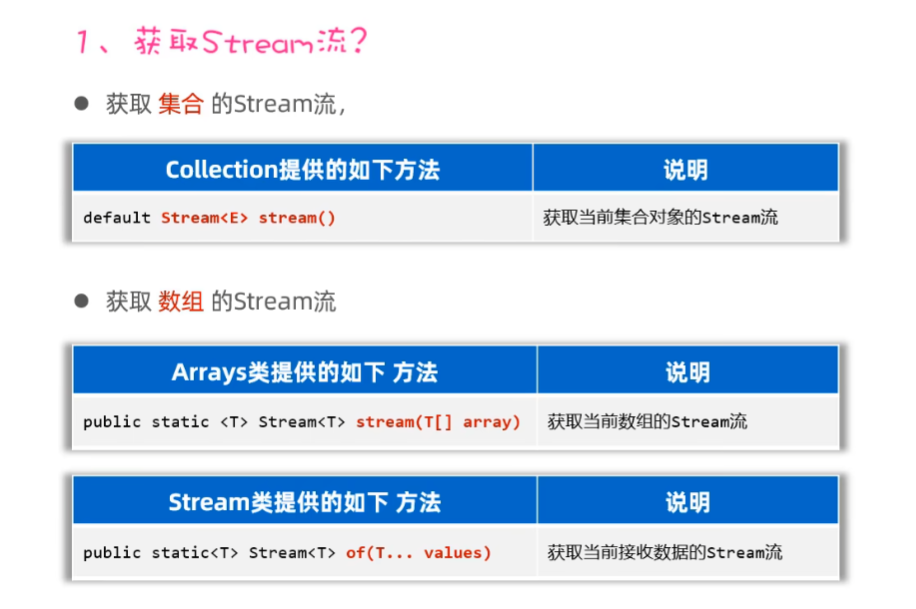 1、获取Stream流？
● 获取 集合 的Stream流，
Collection提供的如下方法 说明
default Stream<E> stream() 获取当前集合对象的Stream流
● 获取 数组 的Stream流
Arrays类提供的如下 方法 说明
public static <T> Stream<T> stream(T[] array) 获取当前数组的Stream流
Stream类提供的如下 方法 说明
public static<T> Stream<T> of(T... values) 获取当前接收数据的Stream流